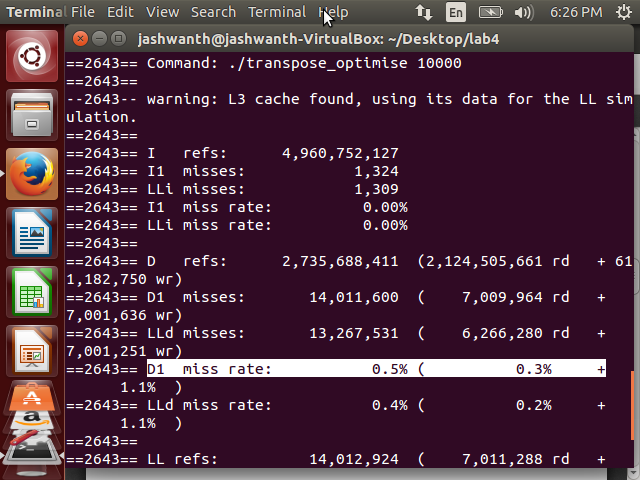 Terminal File Edit View Search Terminal Help En 6:26 PM
jashwanth@jashwanth-VirtualBox: ~/Desktop/lab4
==2643== Command: ./transpose_optimise 10000
==2643==
--2643-- warning: L3 cache found, using its data for the LL sim
ulation.
==2643==
==2643== I   refs:      4,960,752,127
==2643== I1  misses:            1,324
==2643== LLi misses:            1,309
==2643== I1  miss rate:          0.00%
==2643== LLi miss rate:          0.00%
==2643==
==2643== D   refs:      2,735,688,411  (2,124,505,661 rd   + 61
1,182,750 wr)
==2643== D1  misses:       14,011,600  (    7,009,964 rd   +
7,001,636 wr)
==2643== LLd misses:       13,267,531  (    6,266,280 rd   +
7,001,251 wr)
==2643== D1  miss rate:           0.5% (          0.3%     +
1.1%  )
==2643== LLd miss rate:           0.4% (          0.2%     +
1.1%  )
==2643==
==2643== LL refs:          14,012,924  (    7,011,288 rd   +